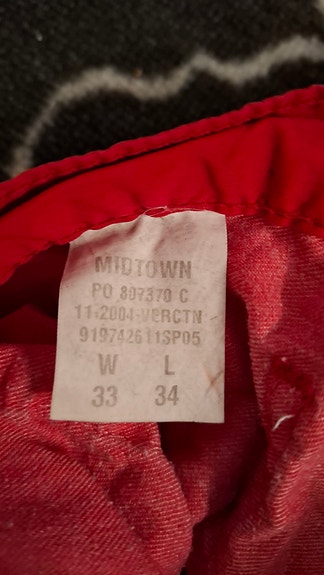 MIDTOWN
PO 807370 C
11-2004-VERCTN
919742611SP05
W L
33 34